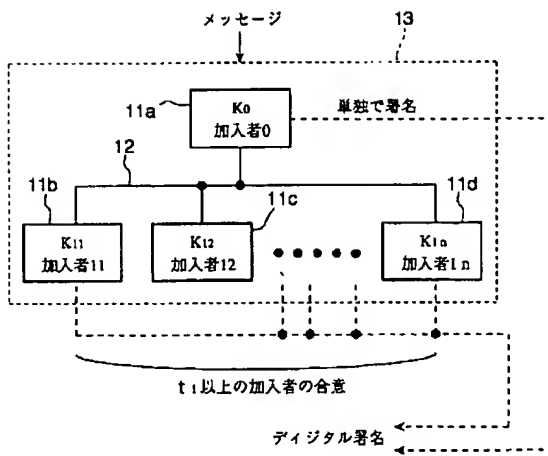 メッセージ
13
11a
K0
加入者0
単独で署名
12
11b
11c
11d
K11
加入者11
K12
加入者12
K1n
加入者1n
t1以上の加入者の合意
ディジタル署名